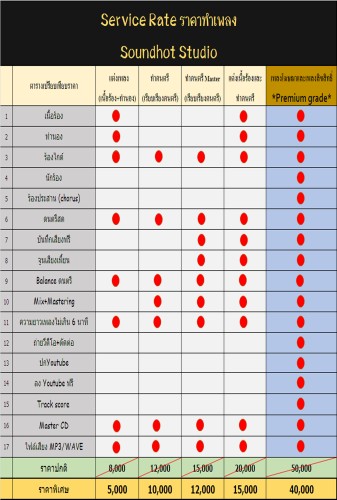 Service Rate ราคาทำเพลง
Soundhot Studio
ตารางเปรียบเทียบราคา
แต่งเพลง
(เนื้อร้อง+ทำนอง)
ทำดนตรี
(เรียบเรียงดนตรี)
ทำดนตรี Master
(เรียบเรียงดนตรี)
แต่งเนื้อร้องและ
ทำดนตรี
*Premium grade*
1 เนื้อร้อง
2 ทำนอง
3 ร้องไกด์
4 นักร้อง
5 ร้องประสาน (chorus)
6 ดนตรีสด
7 บันทึกเสียงฟรี
8 จูนเสียงเพี้ยน
9 Balance ดนตรี
10 Mix+Mastering
11 ความยาวเพลงไม่เกิน 6 นาที
12 ถ่ายวีดีโอ+ตัดต่อ
13 ปกYoutube
14 ลง Youtube ฟรี
15 Track score
16 Master CD
17 ไฟล์เสียง MP3/WAVE
ราคาปกติ 8,000 12,000 15,000 20,000 50,000
ราคาพิเศษ 5,000 10,000 12,000 15,000 40,000